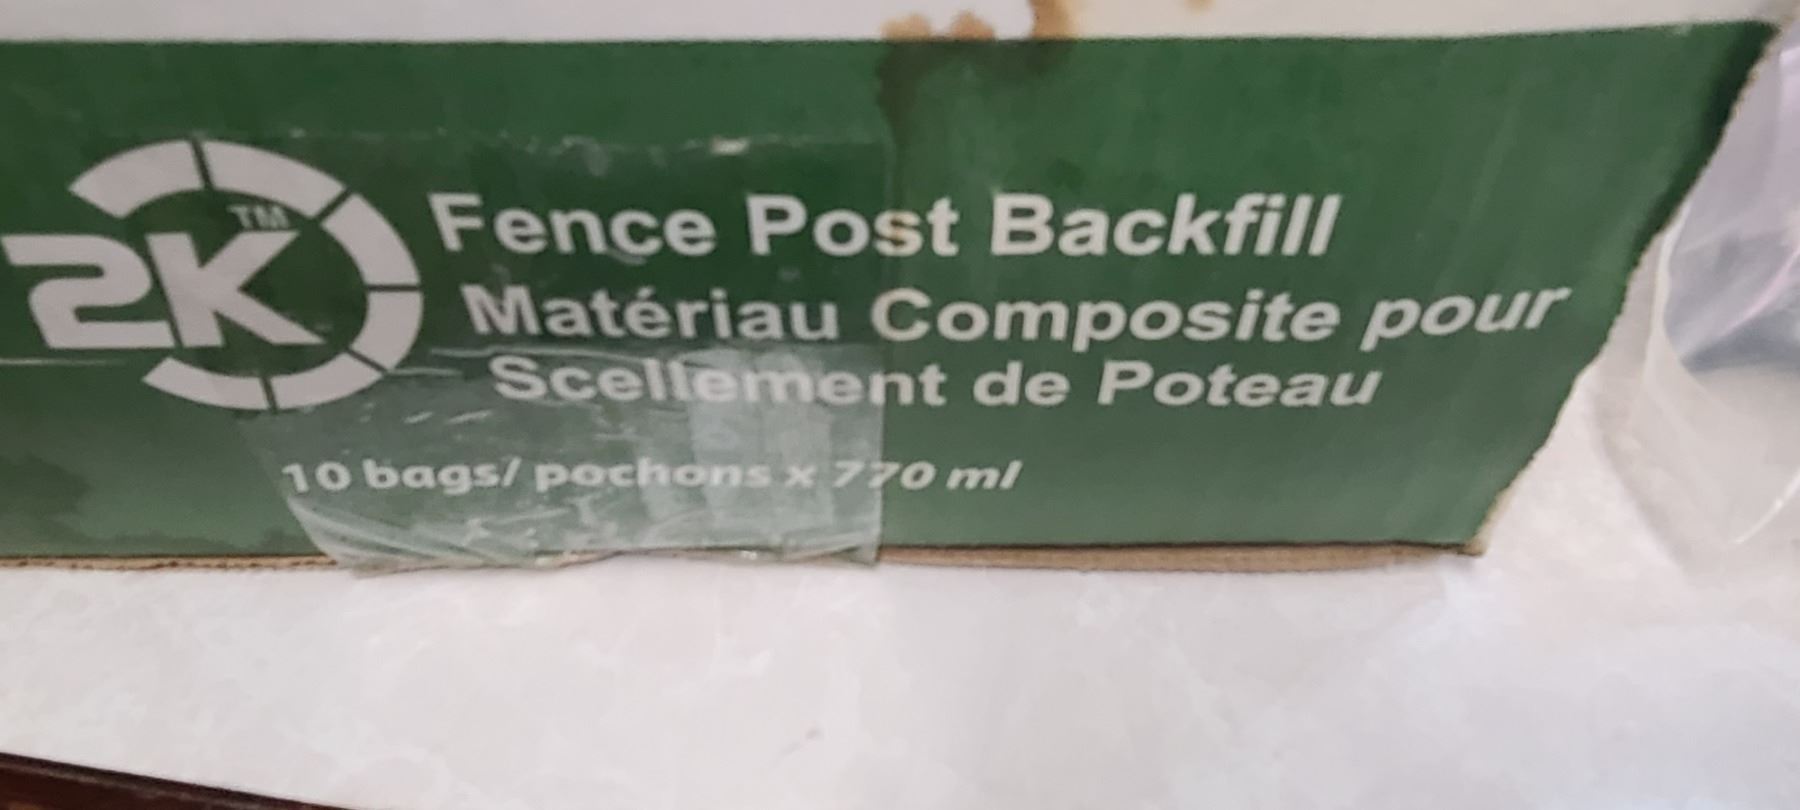 2K™
Fence Post Backfill
Matériau Composite pour
Scellement de Poteau
10 bags/ pochons x 770 ml